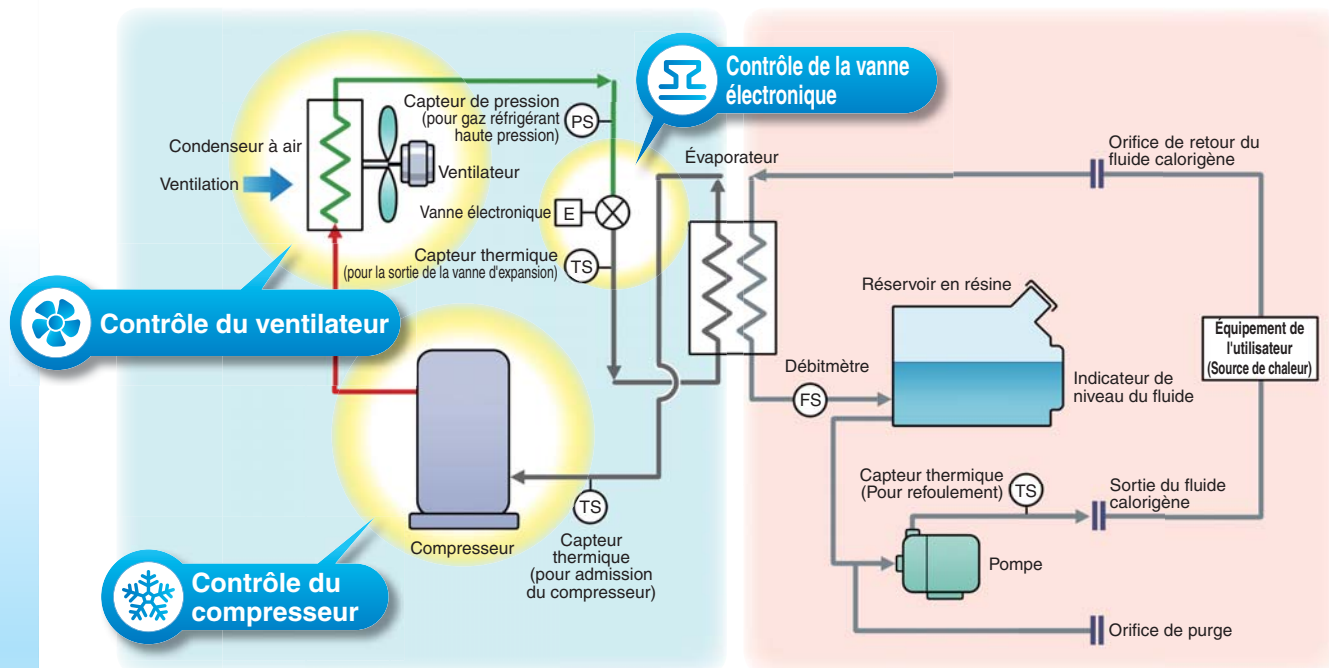 Contrôle de la vanne
électronique
Capteur de pression
(pour gaz réfrigérant
haute pression)
PS
Condenseur à air
Ventilation
Ventilateur
Évaporateur
Orifice de retour du
fluide calorigène
Vanne électronique
E
Capteur thermique
(pour la sortie de la vanne d'expansion)
TS
Réservoir en résine
Contrôle du ventilateur
Équipement de
l'utilisateur
(Source de chaleur)
Débitmètre
FS
Indicateur de
niveau du fluide
Capteur thermique
(Pour refoulement)
TS
Sortie du fluide
calorigène
TS
Compresseur
Capteur
thermique
(pour admission
du compresseur)
Pompe
Contrôle du
compresseur
Orifice de purge